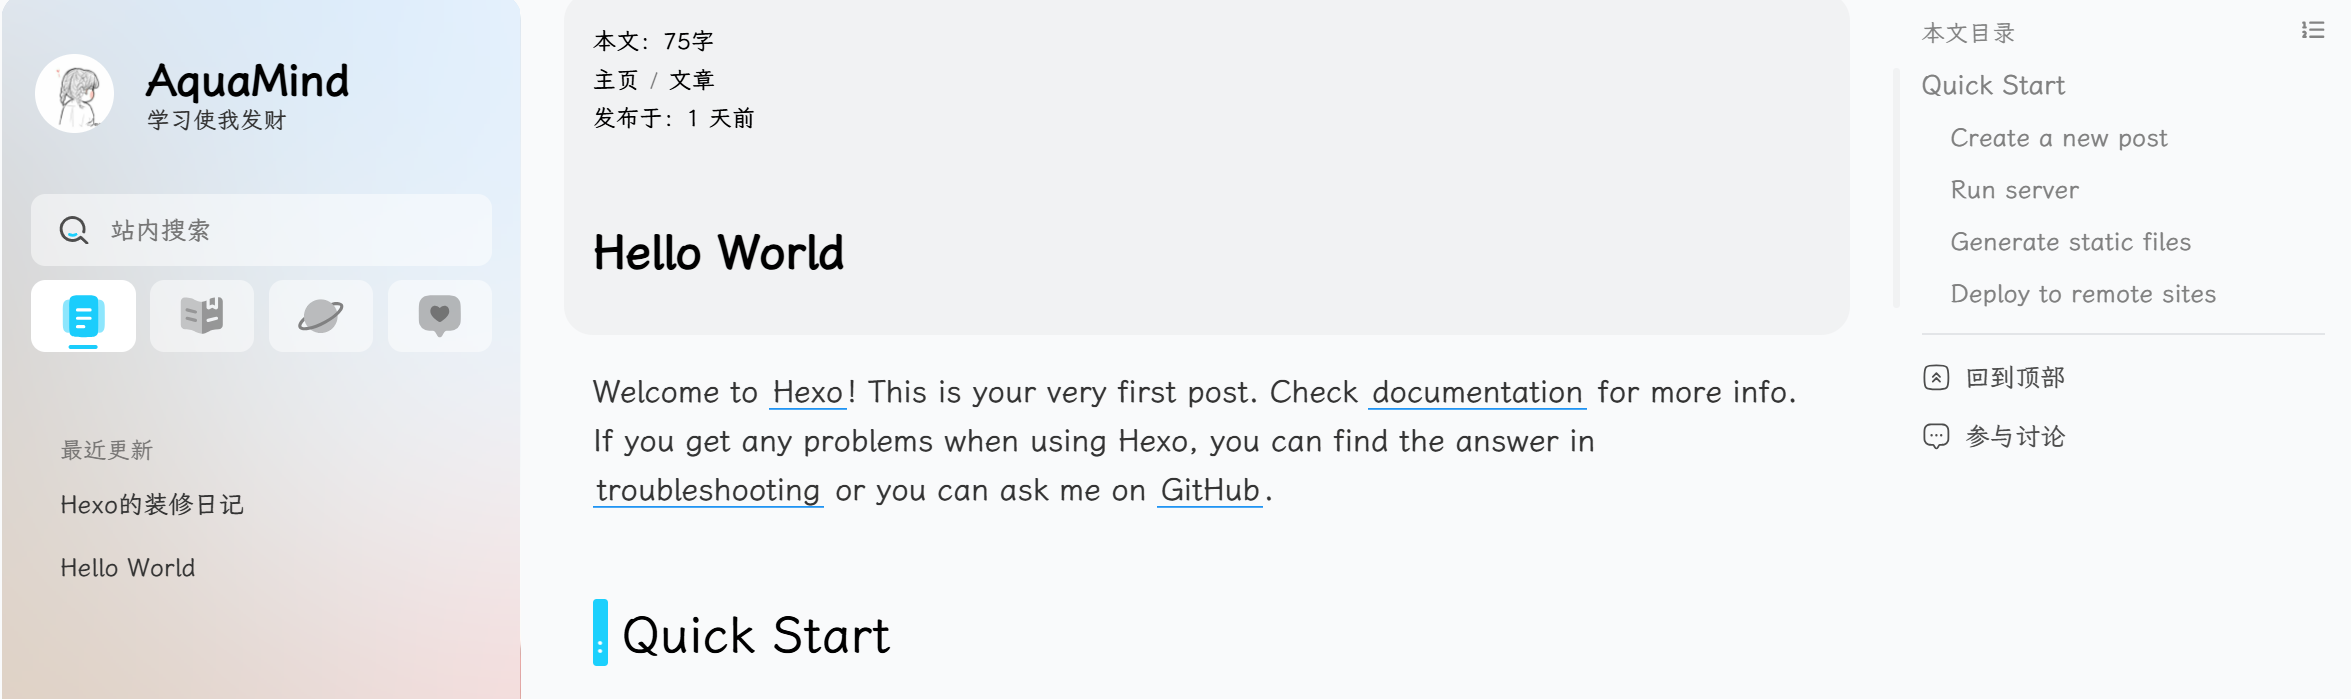 AquaMind
学习使我发财
站内搜索
最近更新
Hexo的装修日记
Hello World
本文：75字
主页 / 文章
发布于：1 天前
Hello World
Welcome to Hexo! This is your very first post. Check documentation for more info.
If you get any problems when using Hexo, you can find the answer in
troubleshooting or you can ask me on GitHub.
Quick Start
本文目录
Quick Start
Create a new post
Run server
Generate static files
Deploy to remote sites
回到顶部
参与讨论